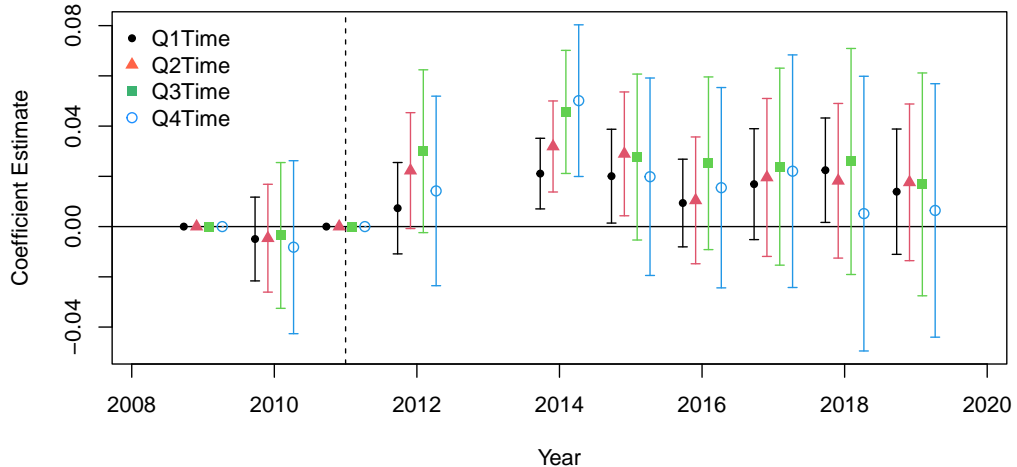 Q1Time
Q2Time
Q3Time
Q4Time
Coefficient Estimate
0.08
0.04
0.00
−0.04
2008 2010 2012 2014 2016 2018 2020
Year